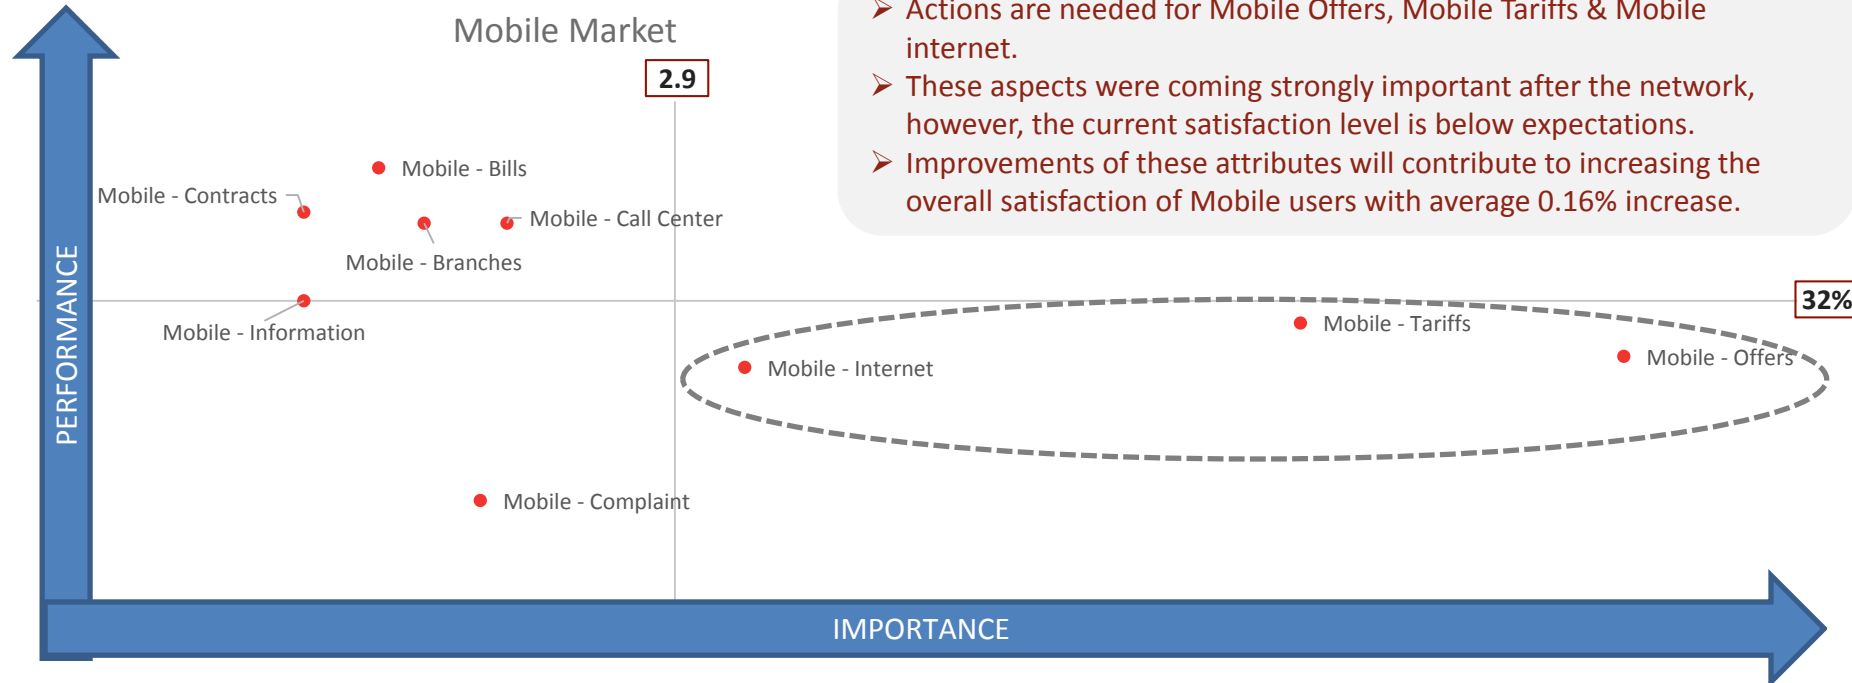 Mobile Market
➢ Actions are needed for Mobile Offers, Mobile Tariffs & Mobile
internet.
➢ These aspects were coming strongly important after the network,
however, the current satisfaction level is below expectations.
➢ Improvements of these attributes will contribute to increasing the
overall satisfaction of Mobile users with average 0.16% increase.
2.9
Mobile - Bills
Mobile - Contracts
Mobile - Call Center
Mobile - Branches
32%
Mobile - Information
Mobile - Tariffs
Mobile - Offers
Mobile - Internet
Mobile - Complaint
PERFORMANCE
IMPORTANCE